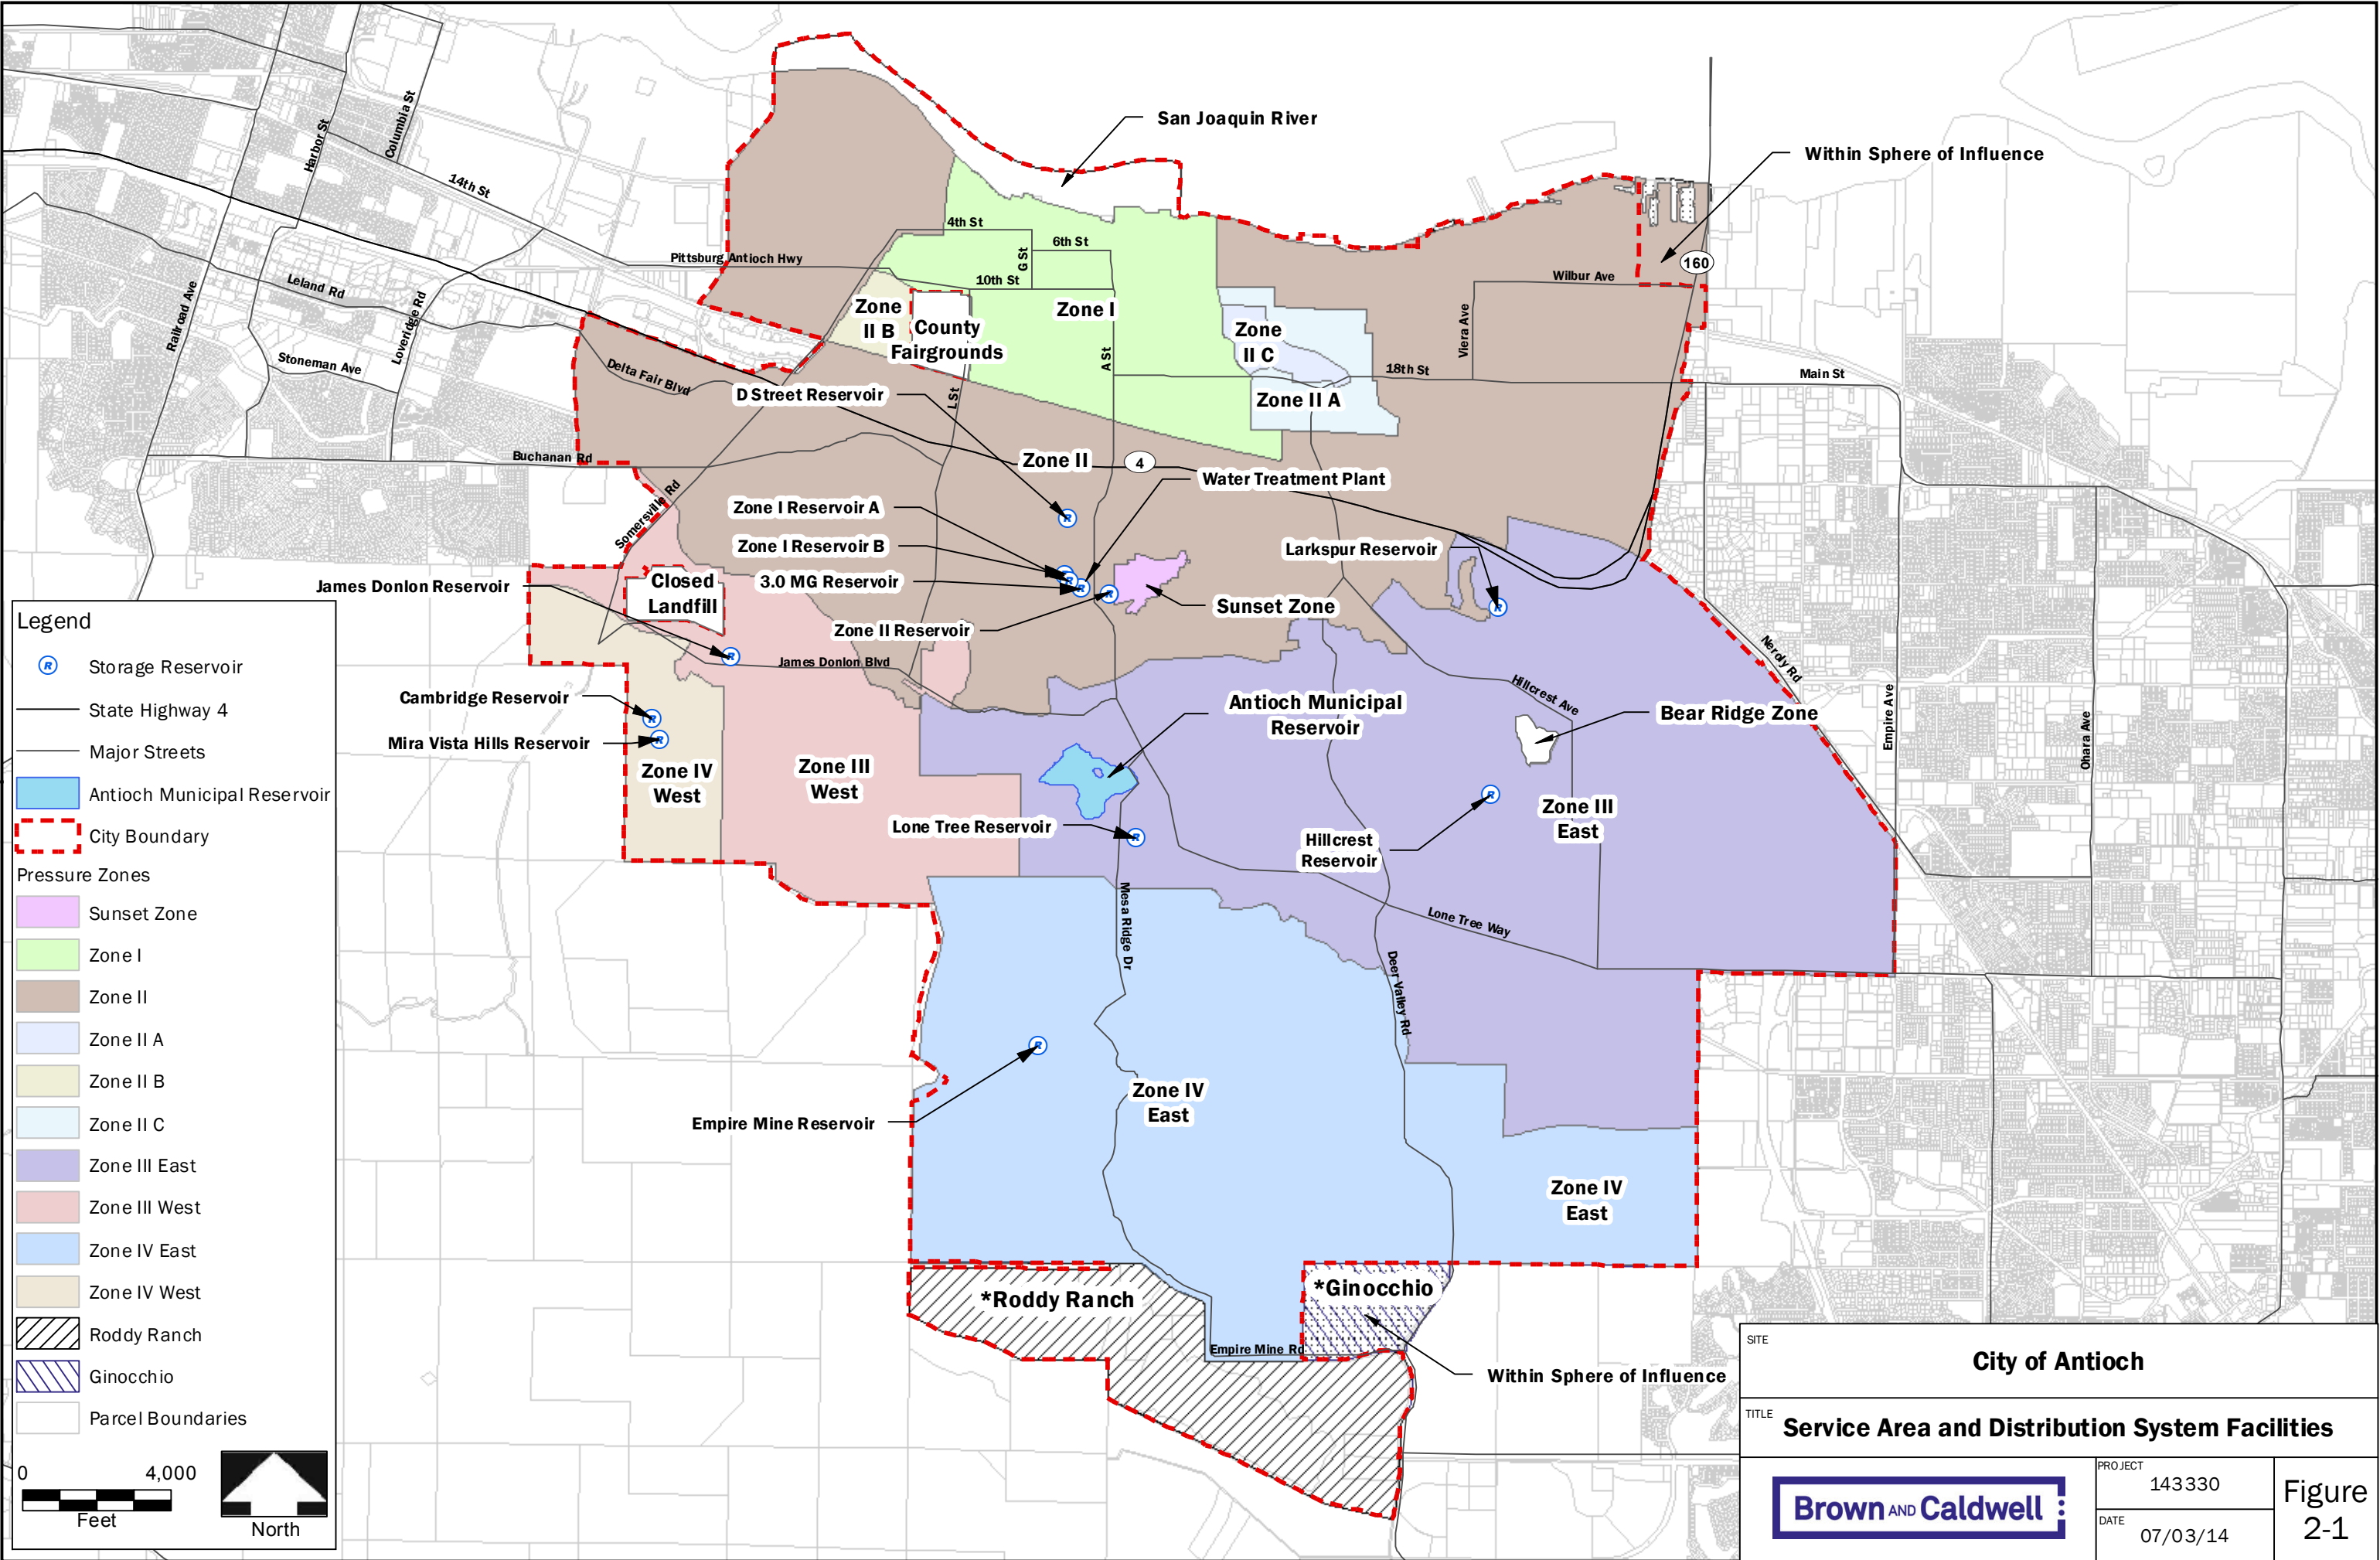 San Joaquin River
Within Sphere of Influence
Harbor St
Columbia St
14th St
4th St
6th St
G St
Pittsburg Antioch Hwy
10th St
160
Wilbur Ave
Leland Rd
Railroad Ave
Loveridge Rd
Zone
II B
County
Fairgrounds
Zone I
A St
Zone
II C
Viera Ave
Stoneman Ave
Delta Fair Blvd
18th St
Main St
D Street Reservoir
L St
Zone II A
Buchanan Rd
Zone II
4
Water Treatment Plant
Somersville Rd
Zone I Reservoir A
Zone I Reservoir B
Larkspur Reservoir
3.0 MG Reservoir
James Donlon Reservoir
Closed
Landfill
Sunset Zone
Zone II Reservoir
R
R
R
R
R
R
R
R
R
R
R
R
R
James Donlon Blvd
Neroly Rd
Hillcrest Ave
Cambridge Reservoir
Antioch Municipal
Reservoir
Bear Ridge Zone
Empire Ave
Ohara Ave
Mira Vista Hills Reservoir
Zone IV
West
Zone III
West
Zone III
East
Lone Tree Reservoir
Hillcrest
Reservoir
Mesa Ridge Dr
Lone Tree Way
Deer Valley Rd
Zone IV
East
Empire Mine Reservoir
Zone IV
East
*Roddy Ranch
*Ginocchio
Empire Mine Rd
Within Sphere of Influence
Legend
R Storage Reservoir
State Highway 4
Major Streets
Antioch Municipal Reservoir
City Boundary
Pressure Zones
Sunset Zone
Zone I
Zone II
Zone II A
Zone II B
Zone II C
Zone III East
Zone III West
Zone IV East
Zone IV West
Roddy Ranch
Ginocchio
Parcel Boundaries
0 4,000
Feet
North
SITE
City of Antioch
TITLE
Service Area and Distribution System Facilities
Brown AND Caldwell
PROJECT
143330
DATE
07/03/14
Figure
2-1